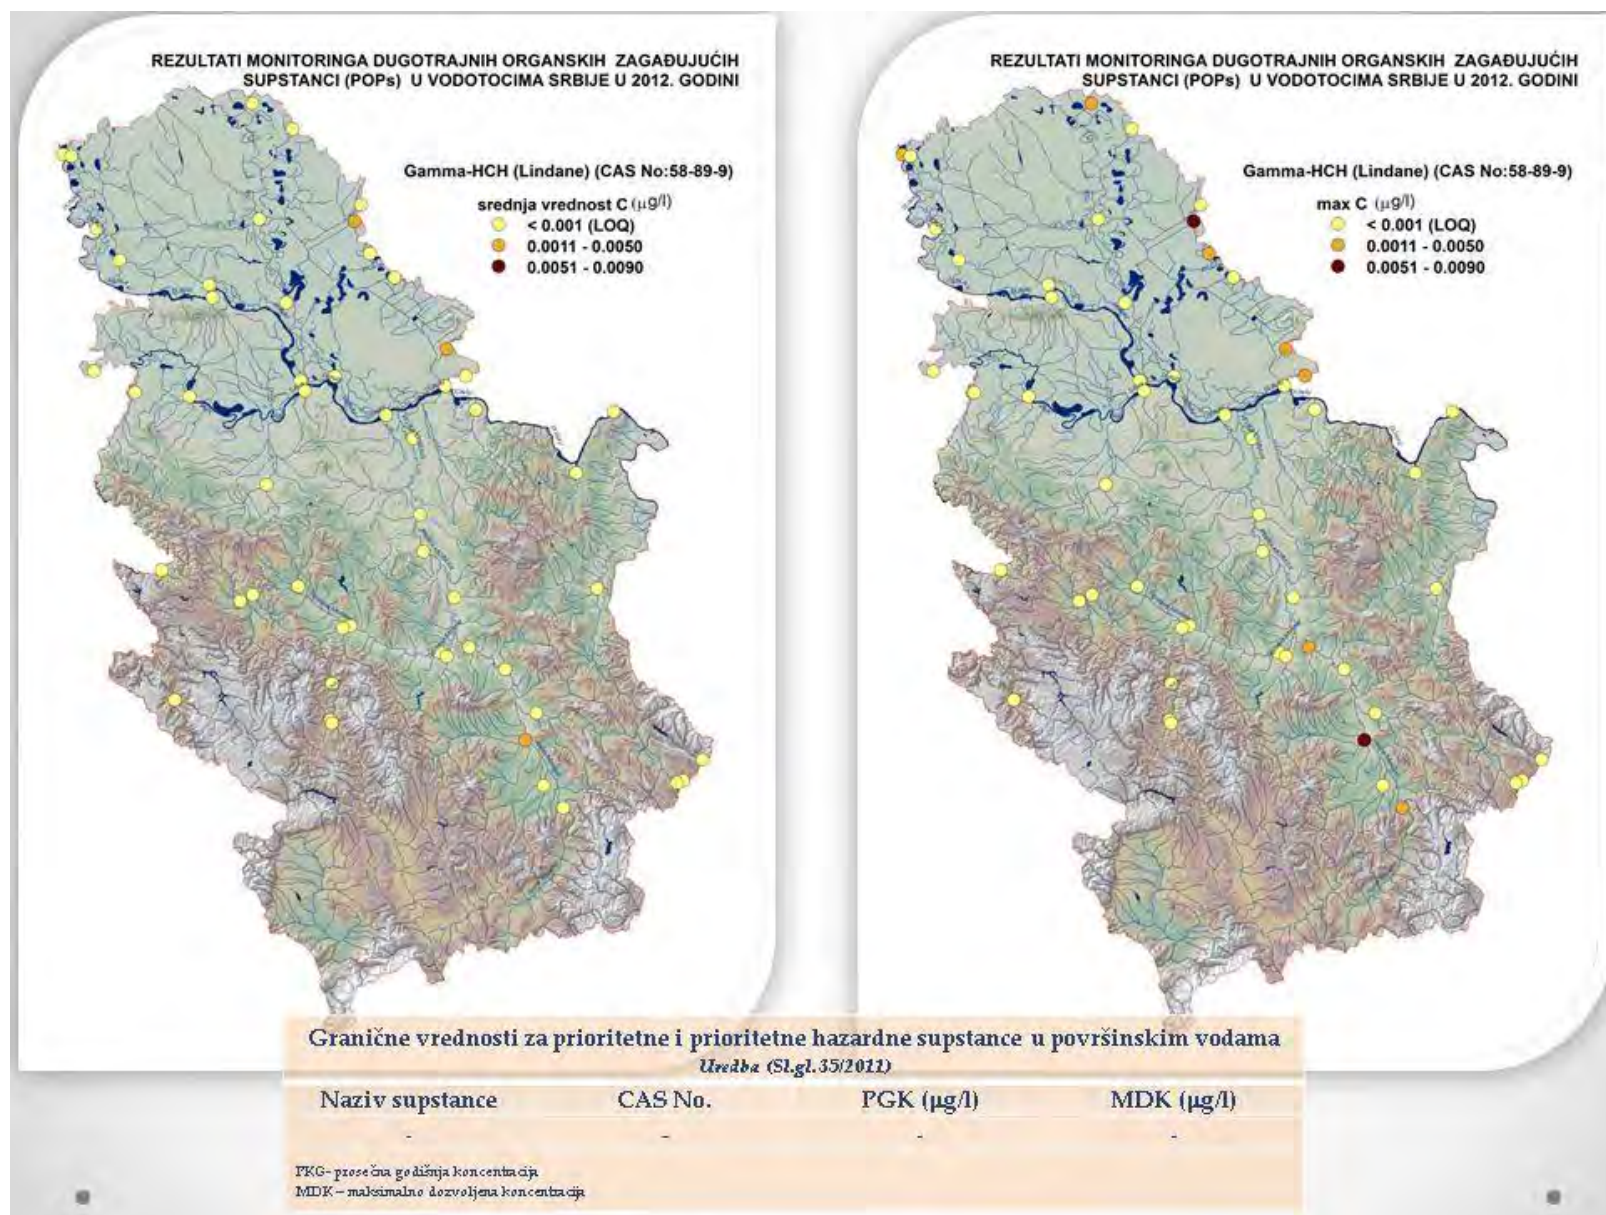 REZULTATI MONITORINGA DUGOTRAJNIH ORGANSKIH ZAGAĐUJUĆIH
SUPSTANCI (POPs) U VODOTOCIMA SRBIJE U 2012. GODINI
Gamma-HCH (Lindane) (CAS No:58-89-9)
srednja vrednost C (µg/l)
< 0.001 (LOQ)
0.0011 - 0.0050
0.0051 - 0.0090
REZULTATI MONITORINGA DUGOTRAJNIH ORGANSKIH ZAGAĐUJUĆIH
SUPSTANCI (POPs) U VODOTOCIMA SRBIJE U 2012. GODINI
Gamma-HCH (Lindane) (CAS No:58-89-9)
max C (µg/l)
< 0.001 (LOQ)
0.0011 - 0.0050
0.0051 - 0.0090
Granične vrednosti za prioritetne i prioritetne hazardne supstance u površinskim vodama
Uredba (Sl.gl.35/2011)
Naziv supstance CAS No. PGK (µg/l) MDK (µg/l)
- - - -
PKG- prosečna godišnja koncentracija
MDK – maksimalno dozvoljena koncentracija